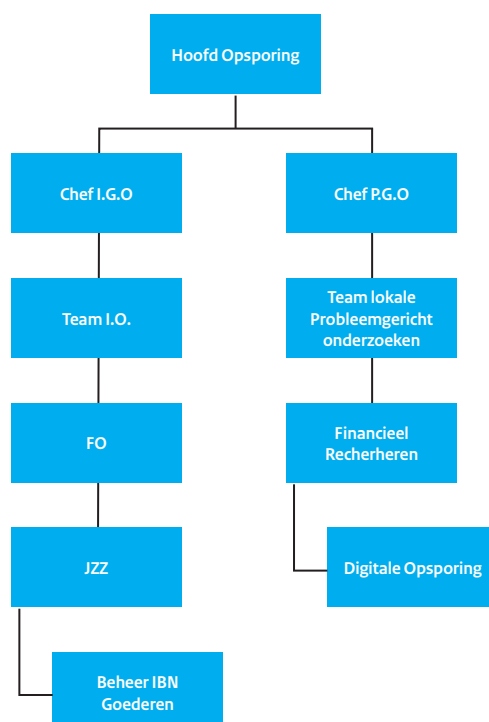 Hoofd Opsporing
Chef I.G.O
Chef P.G.O
Team I.O.
Team lokale
Probleemgericht
onderzoeken
FO
Financieel
Recherheren
JZZ
Digitale Opsporing
Beheer IBN
Goederen